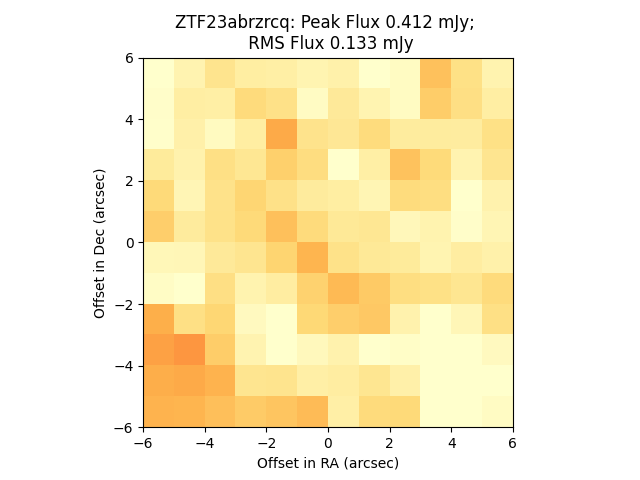 ZTF23abrzrcq: Peak Flux 0.412 mJy;
RMS Flux 0.133 mJy
6
4
2
0
−2
−4
−6
Offset in Dec (arcsec)
−6 −4 −2 0 2 4 6
Offset in RA (arcsec)